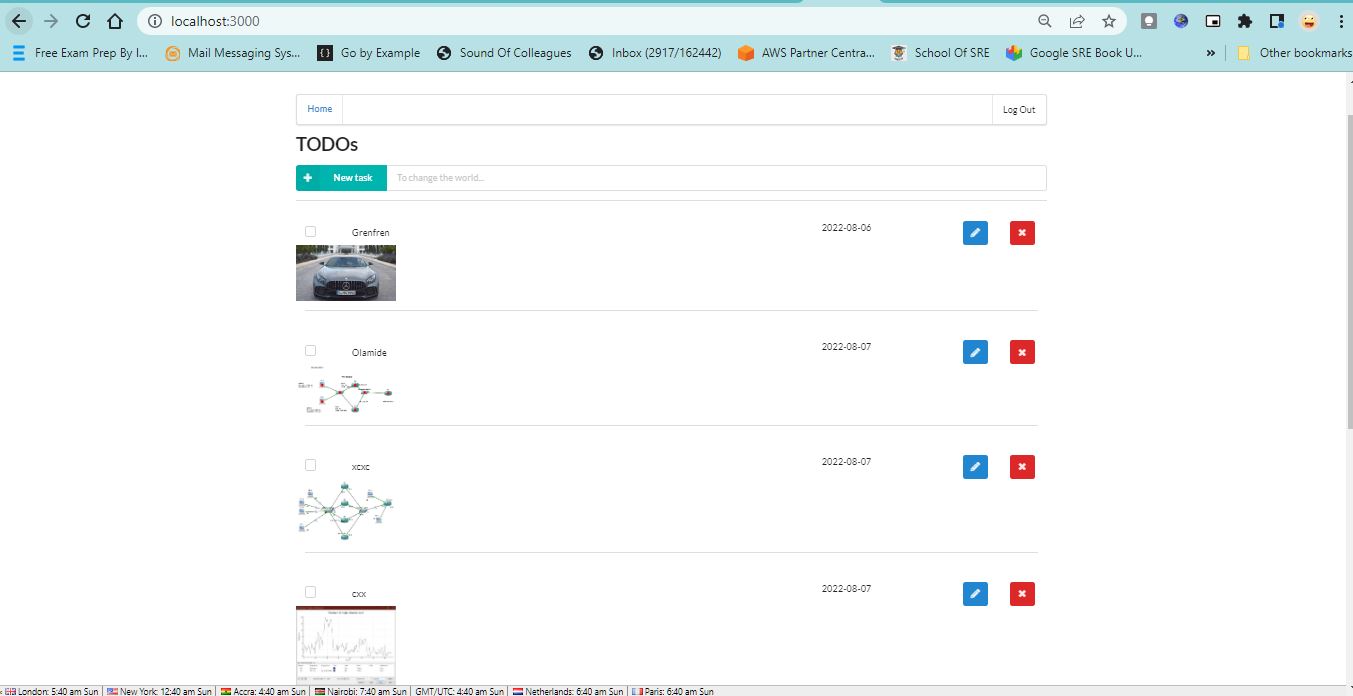 localhost:3000
Free Exam Prep By I... Mail Messaging Sys... Go by Example Sound Of Colleagues Inbox (2917/162442) AWS Partner Centra... School Of SRE Google SRE Book U... » Other bookmarks
Home Log Out
TODOs
New task To change the world...
Grenfren 2022-08-06
Olamide 2022-08-07
xcxc 2022-08-07
cxx 2022-08-07
London: 5:40 am Sun New York: 12:40 am Sun Accra: 4:40 am Sun Nairobi: 7:40 am Sun GMT/UTC: 4:40 am Sun Netherlands: 6:40 am Sun Paris: 6:40 am Sun